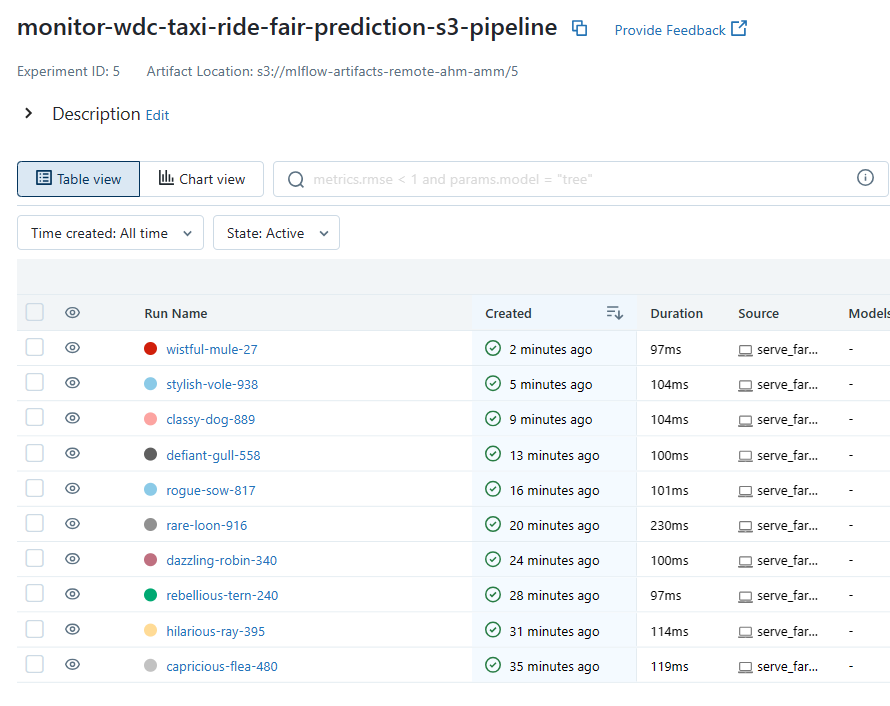 monitor-wdc-taxi-ride-fair-prediction-s3-pipeline Provide Feedback
Experiment ID: 5 Artifact Location: s3://mlflow-artifacts-remote-ahm-amm/5
Description Edit
Table view Chart view metrics.rmse < 1 and params.model = "tree"
Time created: All time State: Active
Run Name Created Duration Source Models
wistful-mule-27 2 minutes ago 97ms serve_far... -
stylish-vole-938 5 minutes ago 104ms serve_far... -
classy-dog-889 9 minutes ago 104ms serve_far... -
defiant-gull-558 13 minutes ago 100ms serve_far... -
rogue-sow-817 16 minutes ago 101ms serve_far... -
rare-loon-916 20 minutes ago 230ms serve_far... -
dazzling-robin-340 24 minutes ago 100ms serve_far... -
rebellious-tern-240 28 minutes ago 97ms serve_far... -
hilarious-ray-395 31 minutes ago 114ms serve_far... -
capricious-flea-480 35 minutes ago 119ms serve_far... -